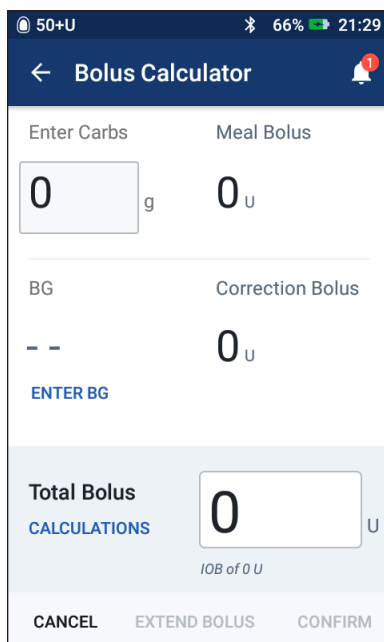 50+U 66% 21:29
Bolus Calculator 1
Enter Carbs Meal Bolus
0 g 0 U
BG Correction Bolus
- - 0 U
ENTER BG
Total Bolus
CALCULATIONS 0 U
IOB of 0 U
CANCEL EXTEND BOLUS CONFIRM